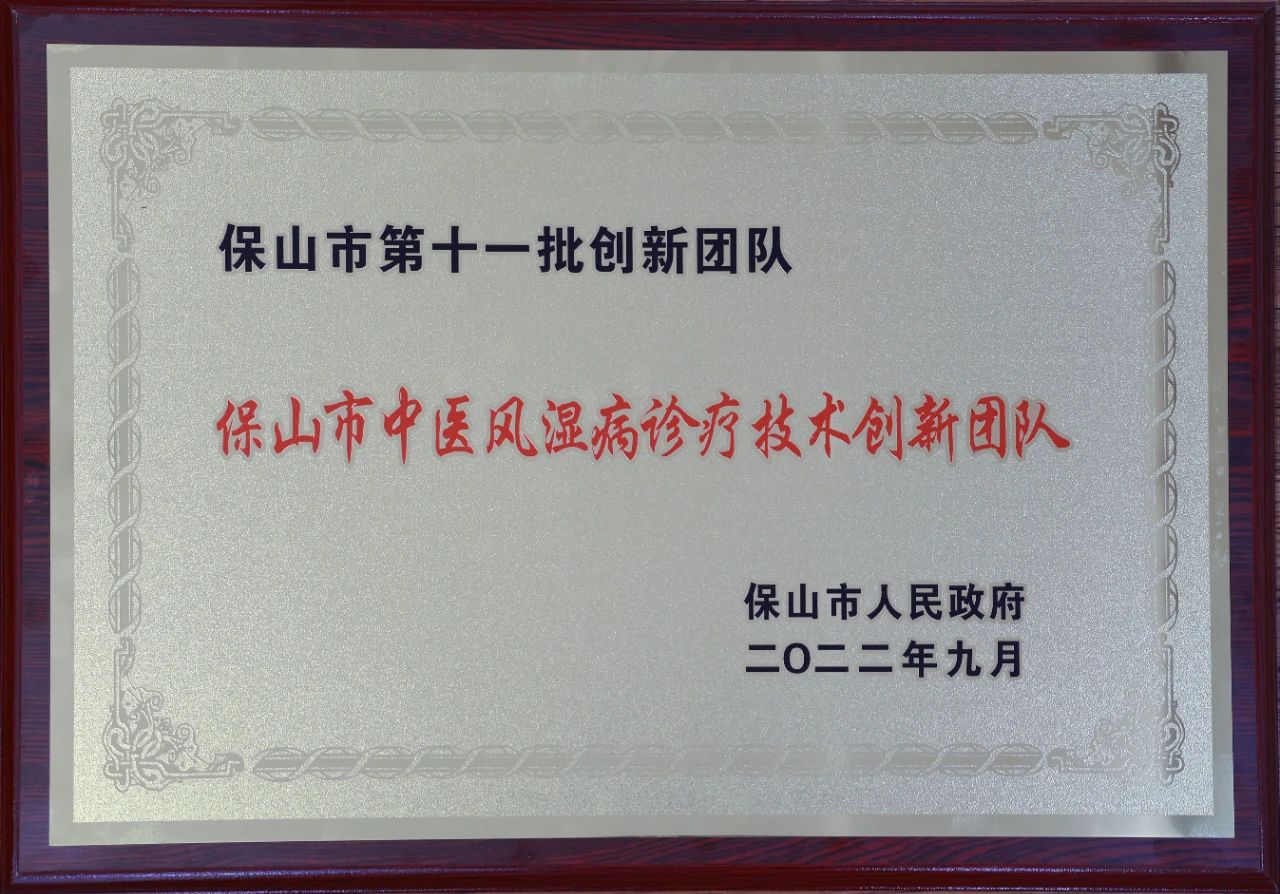 保山市第十一批创新团队
保山市中医风湿病诊疗技术创新团队
保山市人民政府
二〇二二年九月